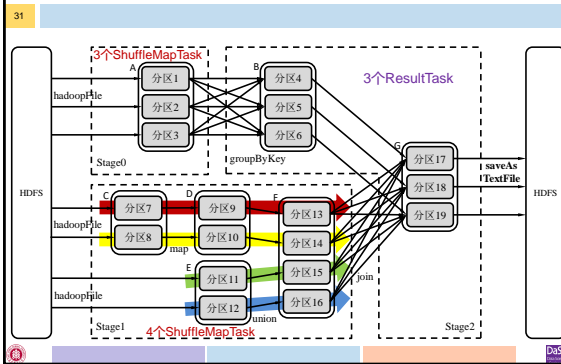 31
3个ShuffleMapTask
3个ResultTask
A
分区1
分区2
分区3
B
分区4
分区5
分区6
hadoopFile
Stage0
groupByKey
G
分区17
分区18
分区19
saveAs
TextFile
HDFS
HDFS
C
分区7
分区8
D
分区9
分区10
F
分区13
分区14
分区15
分区16
hadoopFile
map
E
分区11
分区12
join
hadoopFile
union
Stage1
4个ShuffleMapTask
Stage2
DaS